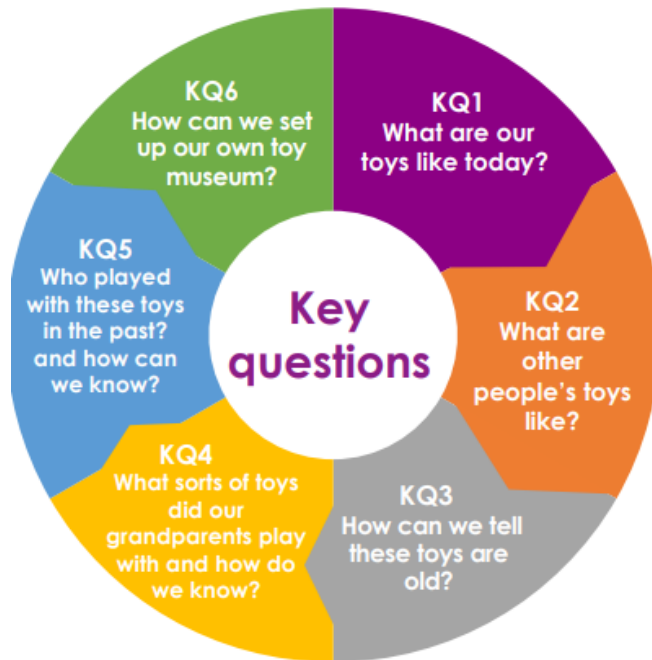 Key
questions
KQ1
What are our
toys like today?
KQ2
What are
other
people's toys
like?
KQ3
How can we tell
these toys are
old?
KQ4
What sorts of toys
did our
grandparents play
with and how do
we know?
KQ5
Who played
with these toys
in the past?
and how can
we know?
KQ6
How can we set
up our own toy
museum?